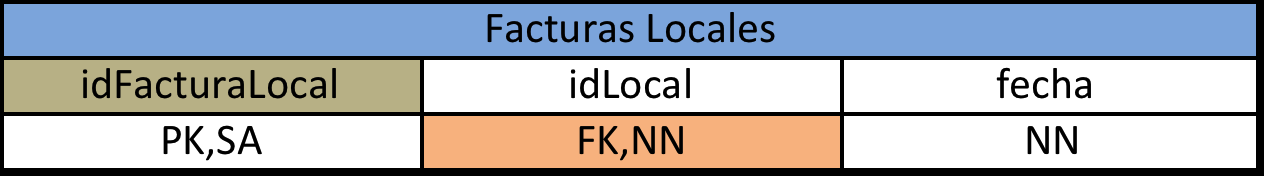 Facturas Locales
idFacturaLocal idLocal fecha
PK,SA FK,NN NN